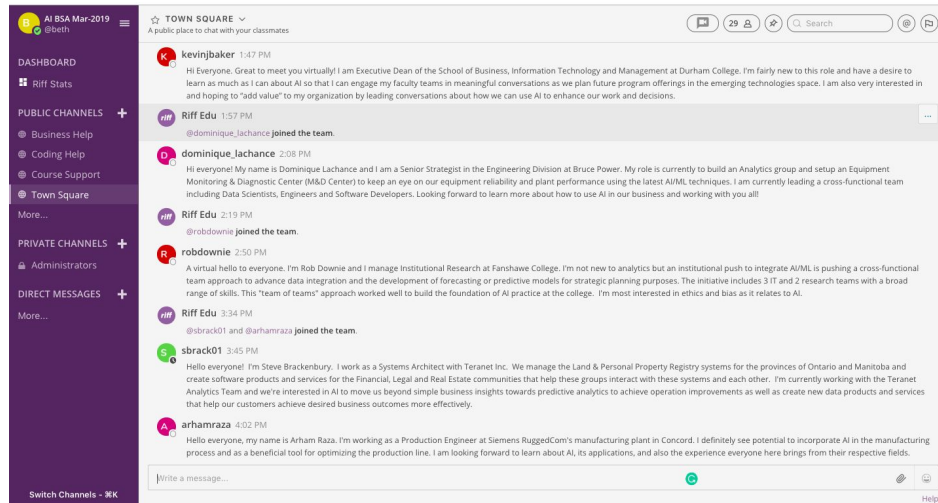 AI BSA Mar-2019
@beth
DASHBOARD
Riff Stats
PUBLIC CHANNELS +
Business Help
Coding Help
Course Support
Town Square
More...
PRIVATE CHANNELS +
Administrators
DIRECT MESSAGES +
More...
Switch Channels - ⌘K
TOWN SQUARE
A public place to chat with your classmates
29
Search
@
K
kevinjbaker 1:47 PM
Hi Everyone. Great to meet you virtually! I am Executive Dean of the School of Business, Information Technology and Management at Durham College. I'm fairly new to this role and have a desire to
learn as much as I can about AI so that I can engage my faculty teams in meaningful conversations as we plan future program offerings in the emerging technologies space. I am also very interested in
and hoping to "add value" to my organization by leading conversations about how we can use AI to enhance our work and decisions.
riff
Riff Edu 1:57 PM
...
@dominique_lachance joined the team.
D
dominique_lachance 2:08 PM
Hi everyone! My name is Dominique Lachance and I am a Senior Strategist in the Engineering Division at Bruce Power. My role is currently to build an Analytics group and setup an Equipment
Monitoring & Diagnostic Center (M&D Center) to keep an eye on our equipment reliability and plant performance using the latest AI/ML techniques. I am currently leading a cross-functional team
including Data Scientists, Engineers and Software Developers. Looking forward to learn more about how to use AI in our business and working with you all!
riff
Riff Edu 2:19 PM
@robdownie joined the team.
R
robdownie 2:50 PM
A virtual hello to everyone. I'm Rob Downie and I manage Institutional Research at Fanshawe College. I'm not new to analytics but an institutional push to integrate AI/ML is pushing a cross-functional
team approach to advance data integration and the development of forecasting or predictive models for strategic planning purposes. The initiative includes 3 IT and 2 research teams with a broad
range of skills. This "team of teams" approach worked well to build the foundation of AI practice at the college. I'm most interested in ethics and bias as it relates to AI.
riff
Riff Edu 3:34 PM
@sbrack01 and @arhamraza joined the team.
S
sbrack01 3:45 PM
Hello everyone! I'm Steve Brackenbury. I work as a Systems Architect with Teranet Inc. We manage the Land & Personal Property Registry systems for the provinces of Ontario and Manitoba and
create software products and services for the Financial, Legal and Real Estate communities that help these groups interact with these systems and each other. I'm currently working with the Teranet
Analytics Team and we're interested in AI to move us beyond simple business insights towards predictive analytics to achieve operation improvements as well as create new data products and services
that help our customers achieve desired business outcomes more effectively.
A
arhamraza 4:02 PM
Hello everyone, my name is Arham Raza. I'm working as a Production Engineer at Siemens RuggedCom's manufacturing plant in Concord. I definitely see potential to incorporate AI in the manufacturing
process and as a beneficial tool for optimizing the production line. I am looking forward to learn about AI, its applications, and also the experience everyone here brings from their respective fields.
Write a message...
Help